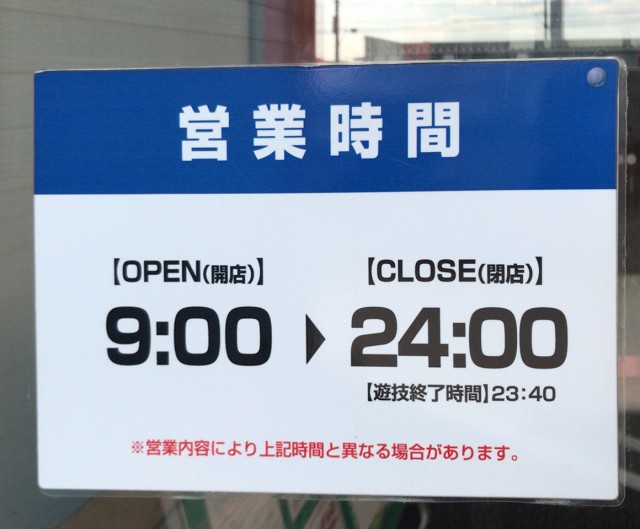 営業時間
【OPEN(開店)】 【CLOSE(閉店)】
9:00 ▶ 24:00
【遊技終了時間】23:40
※営業内容により上記時間と異なる場合があります。